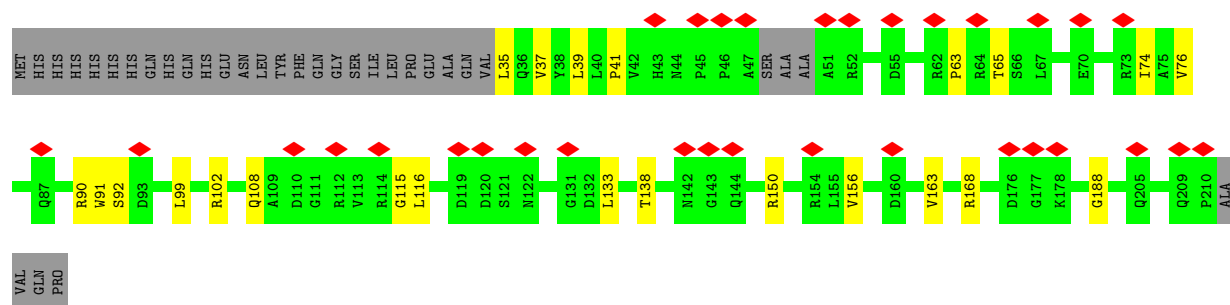 MET HIS HIS HIS HIS HIS HIS GLN HIS GLN HIS GLU ASN LEU TYR PHE GLN GLY SER ILE LEU PRO GLU ALA GLN VAL L35 Q36 V37 Y38 L39 L40 P41 V42 H43 N44 P45 P46 A47 SER ALA ALA A51 R52 D55 R62 P63 R64 T65 S66 L67 E70 R73 I74 A75 V76
Q87 R90 W91 S92 D93 L99 R102 Q108 A109 D110 G111 R112 V113 R114 G115 L116 D119 D120 S121 N122 G131 D132 L133 T138 N142 G143 Q144 R150 R154 L155 V156 D160 V163 R168 D176 G177 K178 G188 Q205 Q209 P210 ALA
VAL GLN PRO